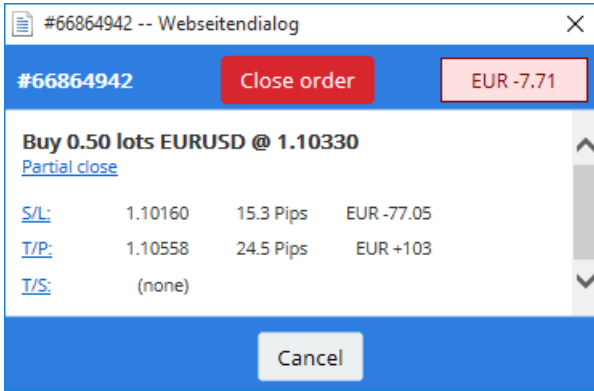 #66864942 -- Webseitendialog
#66864942 Close order EUR -7.71
Buy 0.50 lots EURUSD @ 1.10330
Partial close
S/L: 1.10160 15.3 Pips EUR -77.05
T/P: 1.10558 24.5 Pips EUR +103
T/S: (none)
Cancel